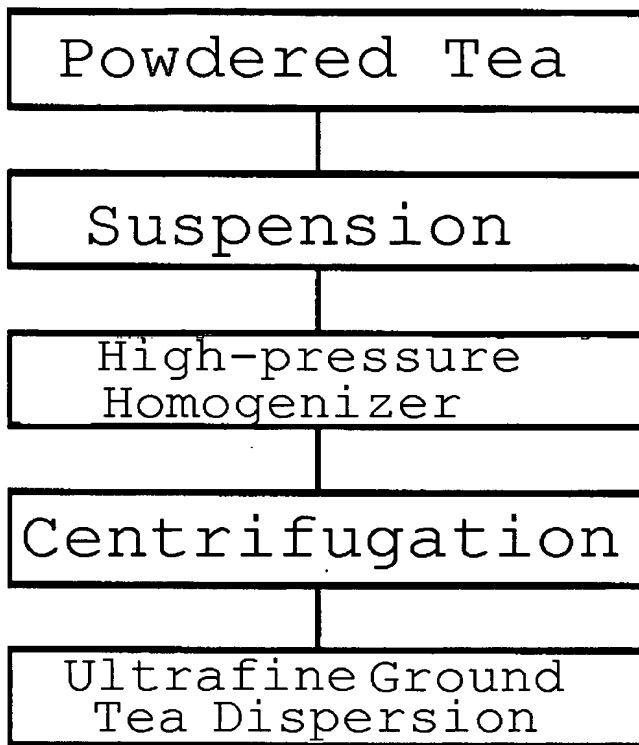 Powdered Tea
Suspension
High-pressure
Homogenizer
Centrifugation
Ultrafine Ground
Tea Dispersion